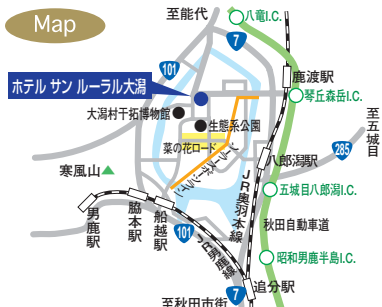 Map
至能代
八竜I.C.
7
101
鹿渡駅
ホテル サン ルーラル大潟
琴丘森岳I.C.
大潟村干拓博物館
生態系公園
至五城目
菜の花ロード
ソーラースポーツライン
285
八郎潟駅
寒風山
五城目八郎潟I.C.
JR奥羽本線
脇本駅
船越駅
男鹿駅
秋田自動車道
101
JR男鹿線
昭和男鹿半島I.C.
追分駅
7
至秋田市街